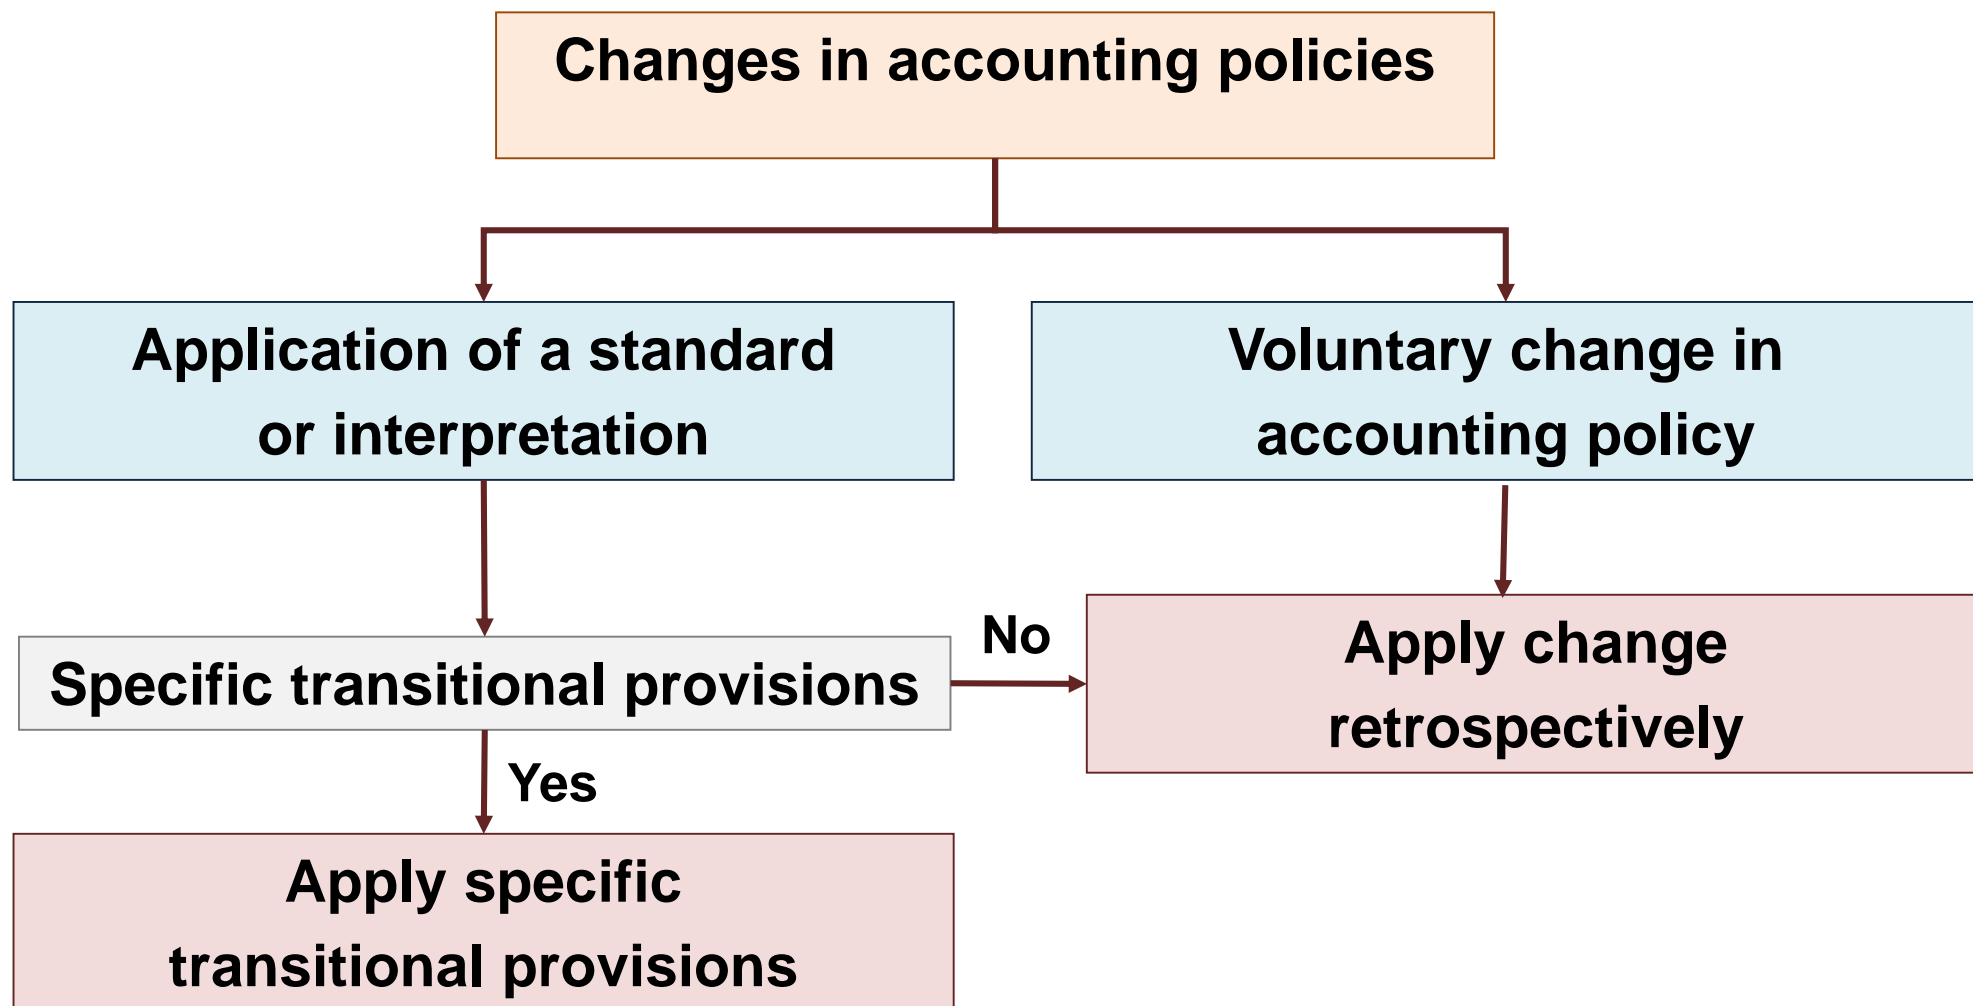 Changes in accounting policies
Application of a standard
or interpretation
Voluntary change in
accounting policy
Specific transitional provisions
No
Apply change
retrospectively
Yes
Apply specific
transitional provisions